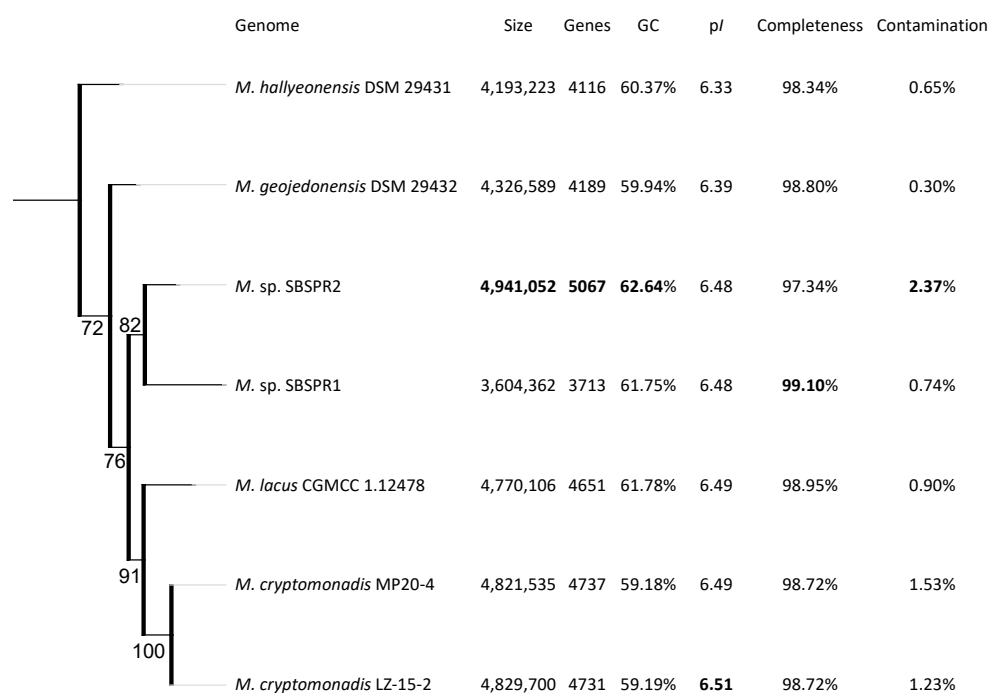 Genome Size Genes GC pI Completeness Contamination
M. hallyeonensis DSM 29431 4,193,223 4116 60.37% 6.33 98.34% 0.65%
M. geojedonensis DSM 29432 4,326,589 4189 59.94% 6.39 98.80% 0.30%
M. sp. SBSPR2 4,941,052 5067 62.64% 6.48 97.34% 2.37%
72 82
M. sp. SBSPR1 3,604,362 3713 61.75% 6.48 99.10% 0.74%
76
M. lacus CGMCC 1.12478 4,770,106 4651 61.78% 6.49 98.95% 0.90%
91
M. cryptomonadis MP20-4 4,821,535 4737 59.18% 6.49 98.72% 1.53%
100
M. cryptomonadis LZ-15-2 4,829,700 4731 59.19% 6.51 98.72% 1.23%